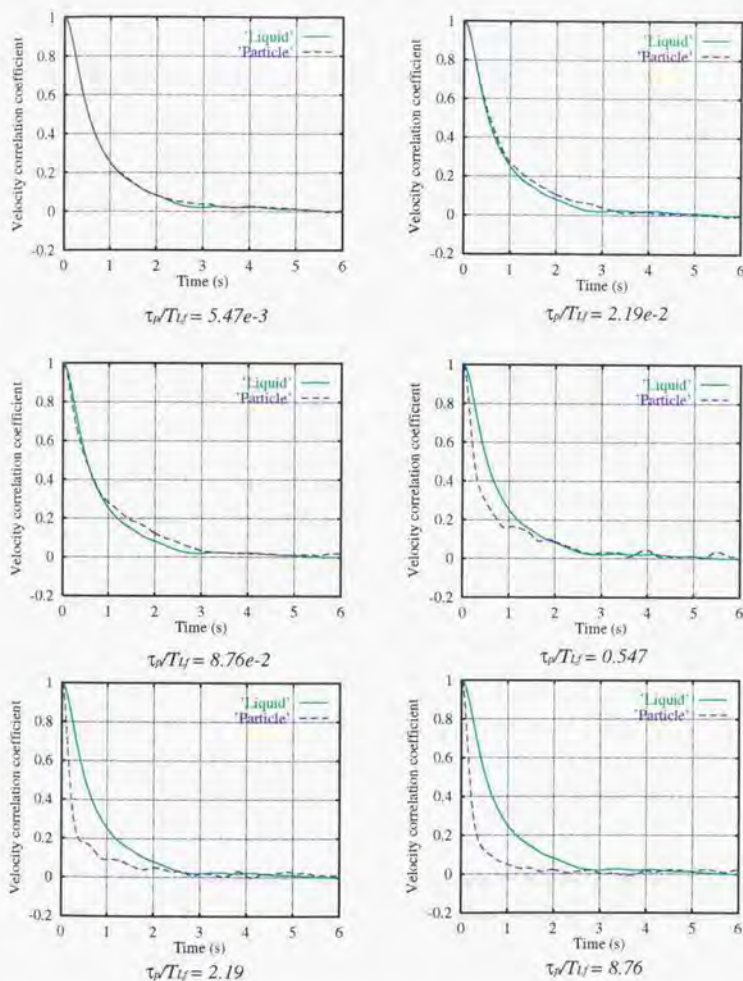 Velocity correlation coefficient
1
0.8
0.6
0.4
0.2
0
-0.2
'Liquid'
'Particle'
0 1 2 3 4 5 6
Time (s)
τp/TLf = 5.47e-3
Velocity correlation coefficient
1
0.8
0.6
0.4
0.2
0
-0.2
'Liquid'
'Particle'
0 1 2 3 4 5 6
Time (s)
τp/TLf = 2.19e-2
Velocity correlation coefficient
1
0.8
0.6
0.4
0.2
0
-0.2
'Liquid'
'Particle'
0 1 2 3 4 5 6
Time (s)
τp/TLf = 8.76e-2
Velocity correlation coefficient
1
0.8
0.6
0.4
0.2
0
-0.2
'Liquid'
'Particle'
0 1 2 3 4 5 6
Time (s)
τp/TLf = 0.547
Velocity correlation coefficient
1
0.8
0.6
0.4
0.2
0
-0.2
'Liquid'
'Particle'
0 1 2 3 4 5 6
Time (s)
τp/TLf = 2.19
Velocity correlation coefficient
1
0.8
0.6
0.4
0.2
0
-0.2
'Liquid'
'Particle'
0 1 2 3 4 5 6
Time (s)
τp/TLf = 8.76